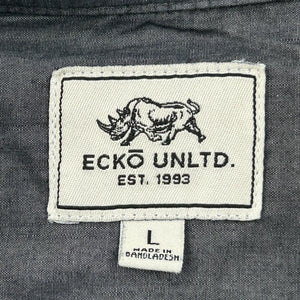 ECKŌ UNLTD.
EST. 1993
L
MADE IN
BANGLADESH